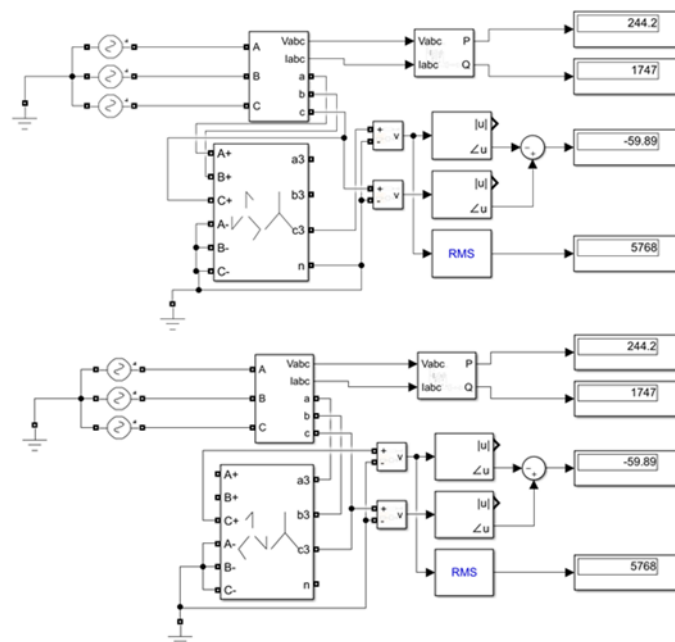 244.2
Vabc
Iabc
a
b
c
A
B
C
Vabc
Iabc
P
Q
1747
A+
B+
C+
A-
B-
C-
a3
b3
c3
n
+
-
v
+
-
v
|u|
∠u
|u|
∠u
-
+
-59.89
RMS
5768
244.2
Vabc
Iabc
a
b
c
A
B
C
Vabc
Iabc
P
Q
1747
A+
B+
C+
A-
B-
C-
a3
b3
c3
n
+
-
v
+
-
v
|u|
∠u
|u|
∠u
-
+
-59.89
RMS
5768